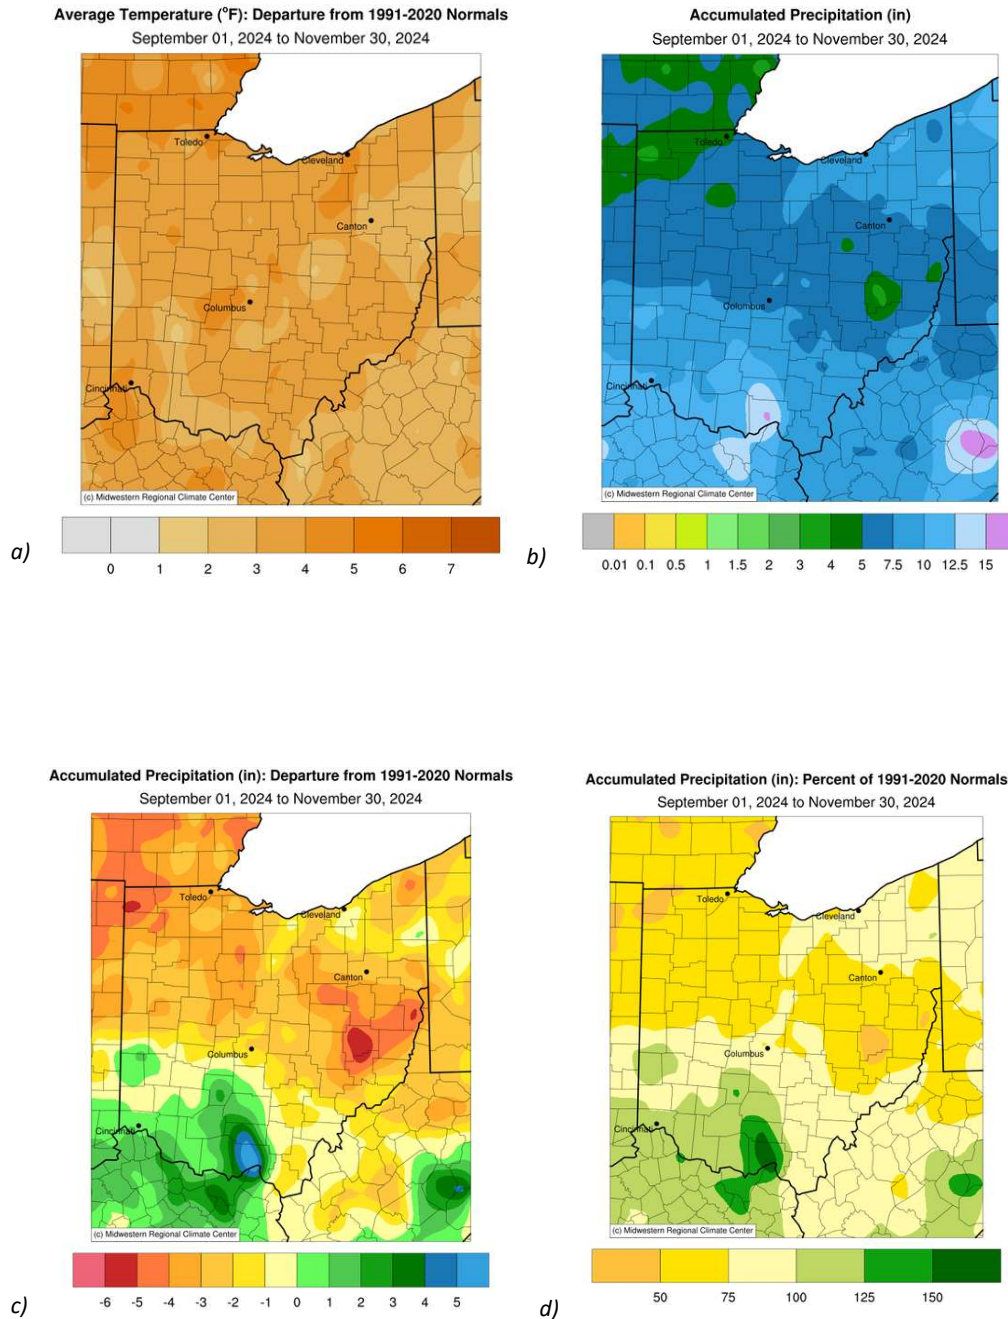 Average Temperature (°F): Departure from 1991-2020 Normals
September 01, 2024 to November 30, 2024
Toledo
Cleveland
Canton
Columbus
Cincinnati
(c) Midwestern Regional Climate Center
0 1 2 3 4 5 6 7
a)
Accumulated Precipitation (in)
September 01, 2024 to November 30, 2024
Toledo
Cleveland
Canton
Columbus
Cincinnati
(c) Midwestern Regional Climate Center
0.01 0.1 0.5 1 1.5 2 3 4 5 7.5 10 12.5 15
b)
Accumulated Precipitation (in): Departure from 1991-2020 Normals
September 01, 2024 to November 30, 2024
Toledo
Cleveland
Canton
Columbus
Cincinnati
(c) Midwestern Regional Climate Center
-6 -5 -4 -3 -2 -1 0 1 2 3 4 5
c)
Accumulated Precipitation (in): Percent of 1991-2020 Normals
September 01, 2024 to November 30, 2024
Toledo
Cleveland
Canton
Columbus
Cincinnati
(c) Midwestern Regional Climate Center
50 75 100 125 150
d)